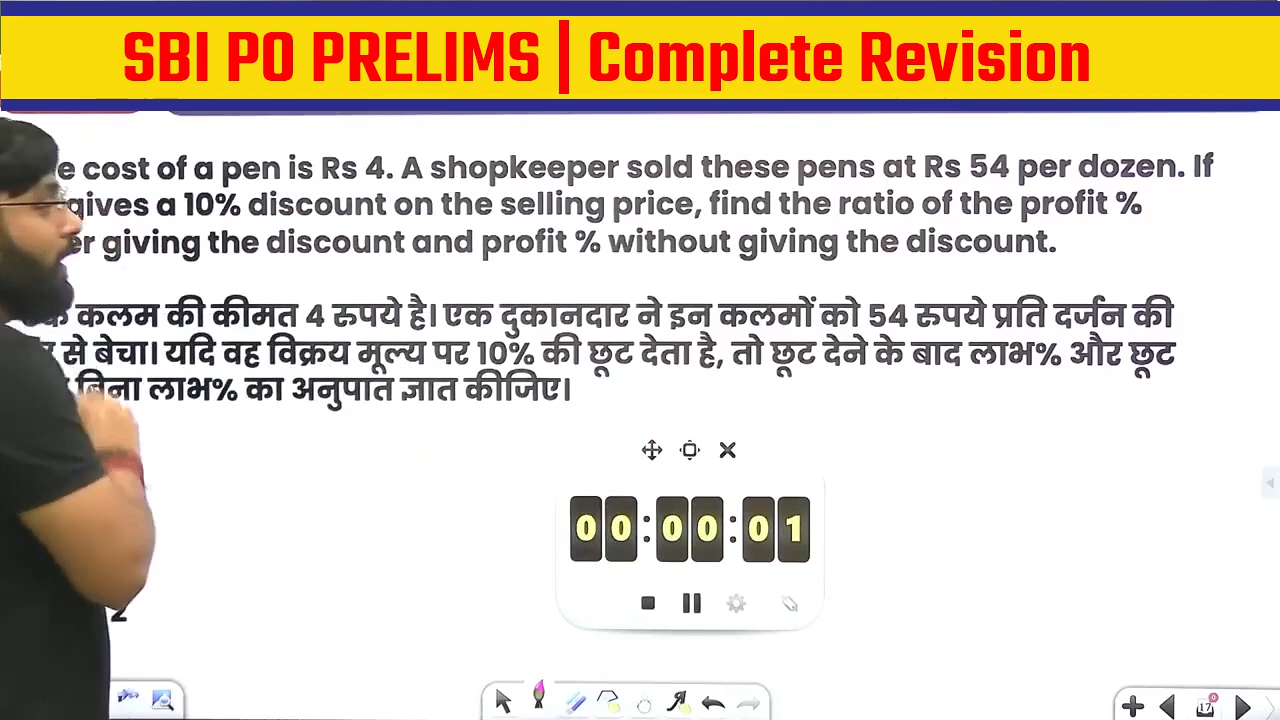 SBI PO PRELIMS | Complete Revision
cost of a pen is Rs 4. A shopkeeper sold these pens at Rs 54 per dozen. If
gives a 10% discount on the selling price, find the ratio of the profit %
giving the discount and profit % without giving the discount.
कलम की कीमत 4 रुपये है। एक दुकानदार ने इन कलमों को 54 रुपये प्रति दर्जन की
से बेचा। यदि वह विक्रय मूल्य पर 10% की छूट देता है, तो छूट देने के बाद लाभ% और छूट
बिना लाभ% का अनुपात ज्ञात कीजिए।
00:00:01
2
17
0